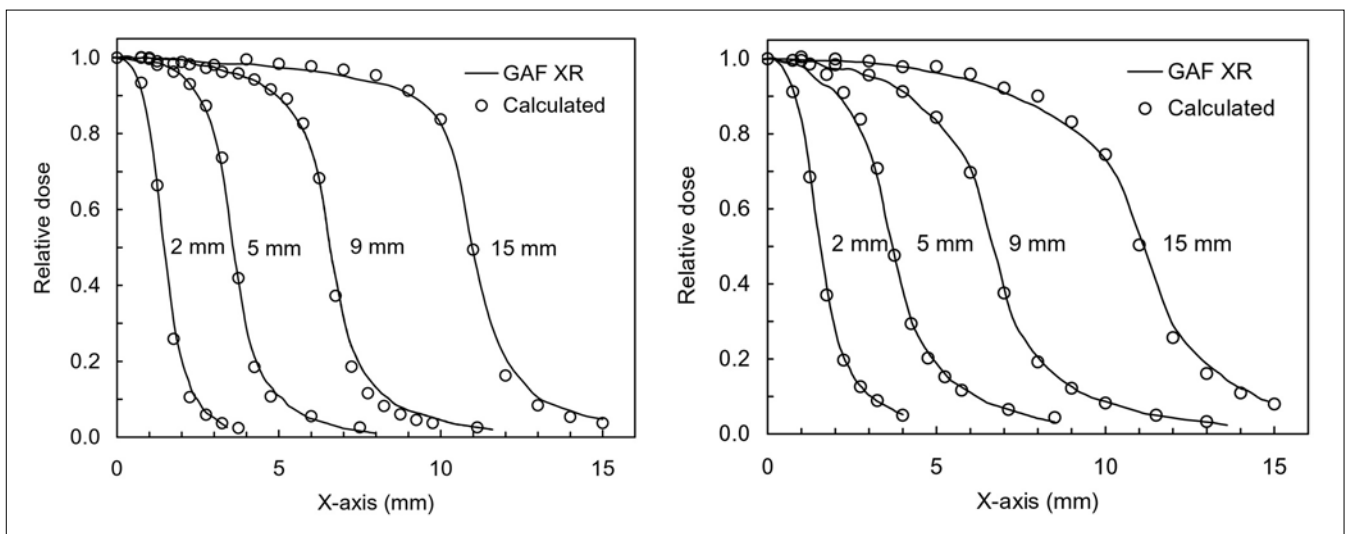 1.0
0.8
0.6
0.4
0.2
0.0
Relative dose
GAF XR
Calculated
2 mm
5 mm
9 mm
15 mm
0
5
10
15
X-axis (mm)
1.0
0.8
0.6
0.4
0.2
0.0
Relative dose
GAF XR
Calculated
2 mm
5 mm
9 mm
15 mm
0
5
10
15
X-axis (mm)